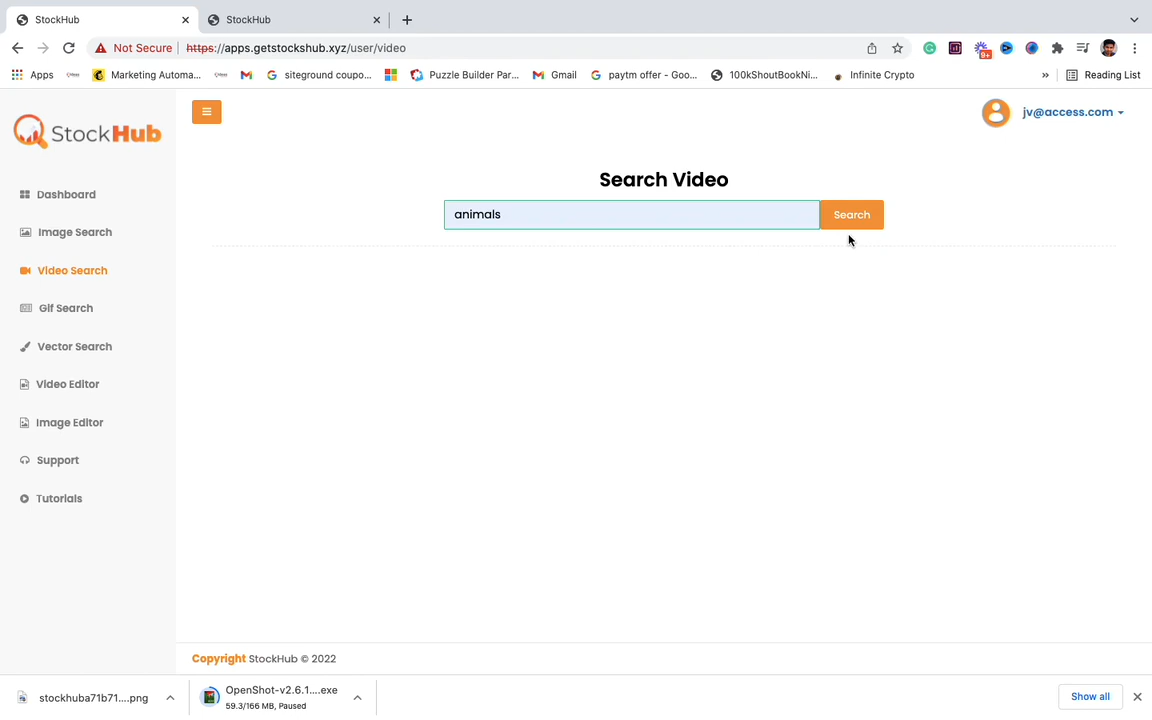 StockHub
StockHub
Not Secure https://apps.getstockshub.xyz/user/video
9+
Apps
Marketing Automa...
siteground coupo...
Puzzle Builder Par...
Gmail
paytm offer - Goo...
100kShoutBookNi...
Infinite Crypto
»
Reading List
StockHub
jv@access.com
Dashboard
Image Search
Video Search
Gif Search
Vector Search
Video Editor
Image Editor
Support
Tutorials
Search Video
animals
Search
Copyright StockHub © 2022
stockhuba71b71....png
OpenShot-v2.6.1....exe
59.3/166 MB, Paused
Show all